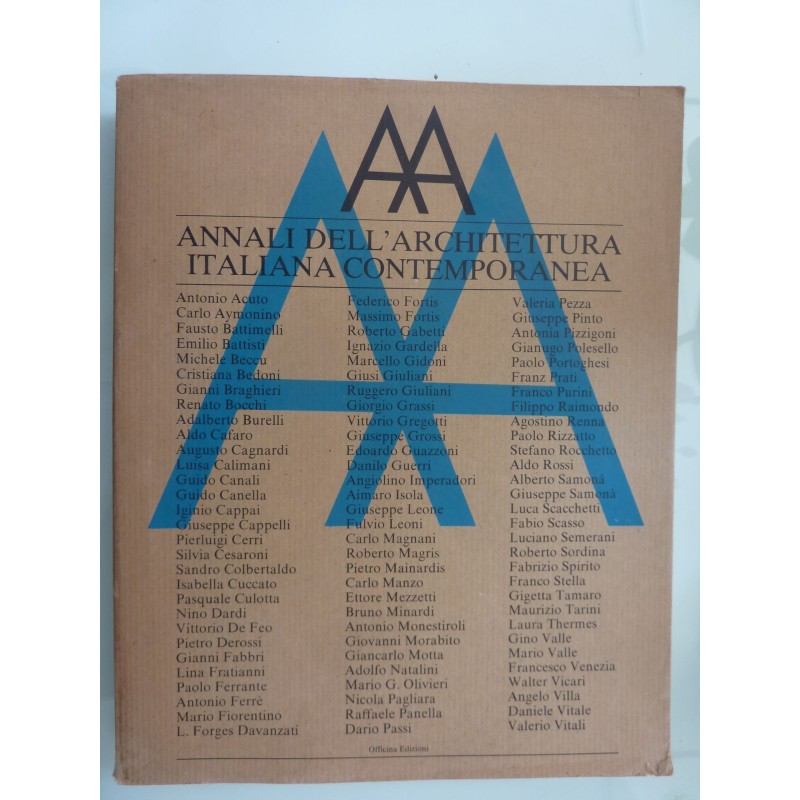 AA
ANNALI DELL'ARCHITETTURA
ITALIANA CONTEMPORANEA
Antonio Acuto
Carlo Aymonino
Fausto Battimelli
Emilio Battisti
Michele Beccu
Cristiana Bedoni
Gianni Braghieri
Renato Bocchi
Adalberto Burelli
Aldo Cafaro
Augusto Cagnardi
Luisa Calimani
Guido Canali
Guido Canella
Iginio Cappai
Giuseppe Cappelli
Pierluigi Cerri
Silvia Cesaroni
Sandro Colbertaldo
Isabella Cuccato
Pasquale Culotta
Nino Dardi
Vittorio De Feo
Pietro Derossi
Gianni Fabbri
Lina Fratianni
Paolo Ferrante
Antonio Ferrè
Mario Fiorentino
L. Forges Davanzati
Federico Fortis
Massimo Fortis
Roberto Gabetti
Ignazio Gardella
Marcello Gidoni
Giusi Giuliani
Ruggero Giuliani
Giorgio Grassi
Vittorio Gregotti
Giuseppe Grossi
Edoardo Guazzoni
Danilo Guerri
Angiolino Imperadori
Aimaro Isola
Giuseppe Leone
Fulvio Leoni
Carlo Magnani
Roberto Magris
Pietro Mainardis
Carlo Manzo
Ettore Mezzetti
Bruno Minardi
Antonio Monestiroli
Giovanni Morabito
Giancarlo Motta
Adolfo Natalini
Mario G. Olivieri
Nicola Pagliara
Raffaele Panella
Dario Passi
Valeria Pezza
Giuseppe Pinto
Antonia Pizzigoni
Gianugo Polesello
Paolo Portoghesi
Franz Prati
Franco Purini
Filippo Raimondo
Agostino Renna
Paolo Rizzatto
Stefano Rocchetto
Aldo Rossi
Alberto Samonà
Giuseppe Samonà
Luca Scacchetti
Fabio Scasso
Luciano Semerani
Roberto Sordina
Fabrizio Spirito
Franco Stella
Gigetta Tamaro
Maurizio Tarini
Laura Thermes
Gino Valle
Mario Valle
Francesco Venezia
Walter Vicari
Angelo Villa
Daniele Vitale
Valerio Vitali
Officina Edizioni